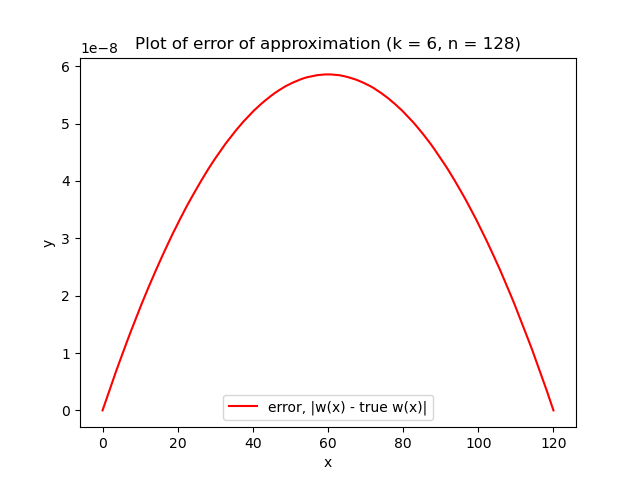 Plot of error of approximation (k = 6, n = 128)
1e−8
6
5
4
3
2
1
0
y
error, |w(x) - true w(x)|
0 20 40 60 80 100 120
x